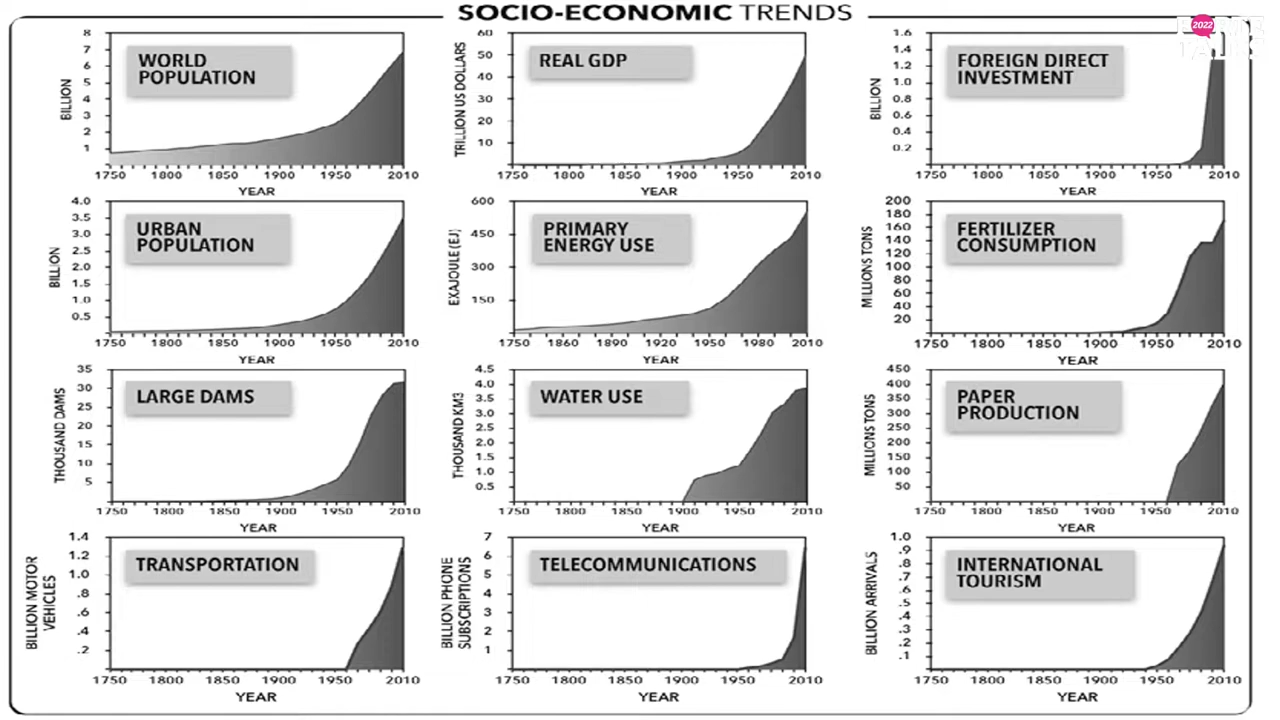 SOCIO-ECONOMIC TRENDS
2022
8
7
6
5
4
3
2
1
BILLION
WORLD
POPULATION
1750 1800 1850 1900 1950 2010
YEAR
60
50
40
30
20
10
TRILLION US DOLLARS
REAL GDP
1750 1800 1850 1900 1950 2010
YEAR
1.6
1.2
1.0
0.8
0.6
0.4
0.2
BILLION
FOREIGN DIRECT
INVESTMENT
1750 1800 1850 1900 1950 2010
YEAR
4.0
3.5
3.0
2.5
2.0
1.5
1.0
0.5
BILLION
URBAN
POPULATION
1750 1800 1850 1900 1950 2010
YEAR
600
450
300
150
EXAJOULE (EJ)
PRIMARY
ENERGY USE
1750 1860 1890 1920 1950 1980 2010
YEAR
200
180
160
140
120
100
80
60
40
20
MILLIONS TONS
FERTILIZER
CONSUMPTION
1750 1800 1850 1900 1950 2010
YEAR
35
30
25
20
15
10
5
THOUSAND DAMS
LARGE DAMS
1750 1800 1850 1900 1950 2010
YEAR
4.5
4.0
3.5
3.0
2.5
2.0
1.5
1.0
0.5
THOUSAND KM3
WATER USE
1750 1800 1850 1900 1950 2010
YEAR
450
400
350
300
250
200
150
100
50
MILLIONS TONS
PAPER
PRODUCTION
1750 1800 1850 1900 1950 2010
YEAR
1.4
1.2
1.0
.8
.6
.4
.2
BILLION MOTOR
VEHICLES
TRANSPORTATION
1750 1800 1850 1900 1950 2010
YEAR
7
6
5
4
3
2
1
BILLION PHONE
SUBSCRIPTIONS
TELECOMMUNICATIONS
1750 1800 1850 1900 1950 2010
YEAR
1.0
.9
.8
.7
.6
.5
.4
.3
.2
.1
BILLION ARRIVALS
INTERNATIONAL
TOURISM
1750 1800 1850 1900 1950 2010
YEAR